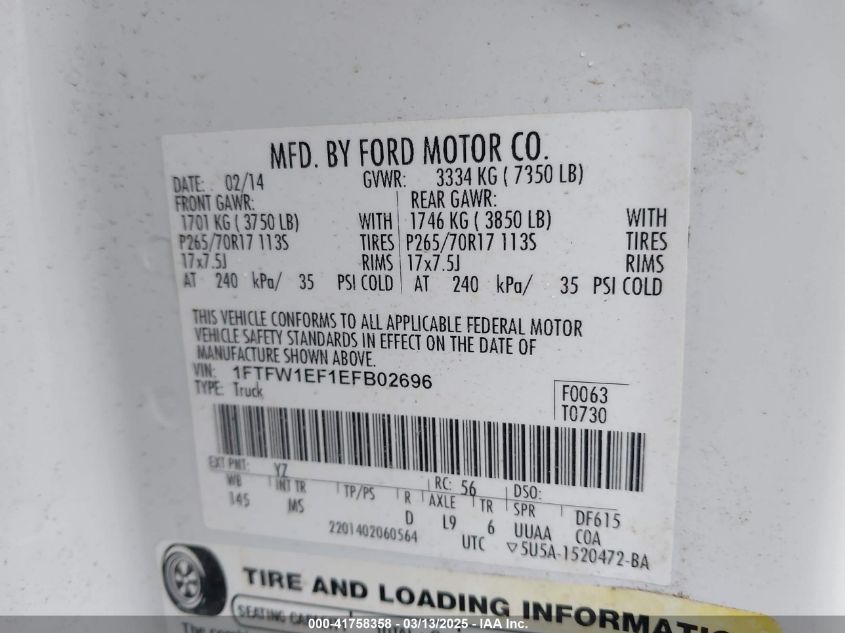 MFD. BY FORD MOTOR CO.
DATE: 02/14 GVWR: 3334 KG ( 7350 LB)
FRONT GAWR: REAR GAWR:
1701 KG ( 3750 LB) WITH 1746 KG ( 3850 LB) WITH
P265/70R17 113S TIRES P265/70R17 113S TIRES
17x7.5J RIMS 17x7.5J RIMS
AT 240 kPa/ 35 PSI COLD AT 240 kPa/ 35 PSI COLD
THIS VEHICLE CONFORMS TO ALL APPLICABLE FEDERAL MOTOR
VEHICLE SAFETY STANDARDS IN EFFECT ON THE DATE OF
MANUFACTURE SHOWN ABOVE.
VIN: 1FTFW1EF1EFB02696
TYPE: Truck
F0063
T0730
EXT PNT: YZ RC: 56 DSO:
WB INT TR TP/PS R AXLE TR SPR DF615
145 MS D L9 6 UUAA COA
2201402060564 UTC ▽5U5A-1520472-BA
TIRE AND LOADING INFORMATIO
SEATING
The
000-41758358 - 03/13/2025 - IAA Inc.